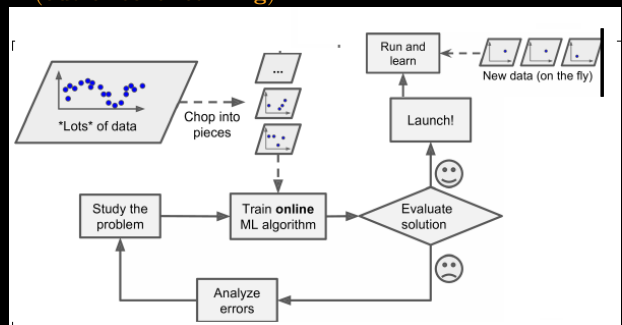 Run and
learn
New data (on the fly)
...
*Lots* of data
Chop into
pieces
Launch!
Study the
problem
Train online
ML algorithm
Evaluate
solution
Analyze
errors